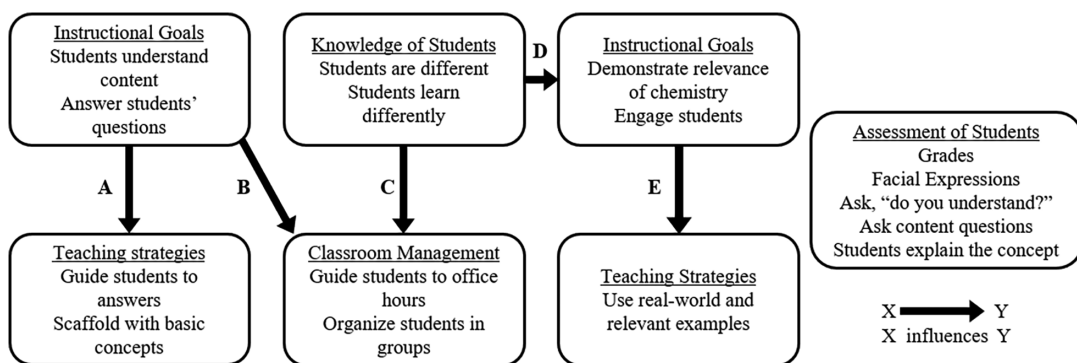 Instructional Goals
Students understand
content
Answer students’
questions
Knowledge of Students
Students are different
Students learn
differently
D
Instructional Goals
Demonstrate relevance
of chemistry
Engage students
Assessment of Students
Grades
Facial Expressions
Ask, “do you understand?”
Ask content questions
Students explain the concept
A
B
C
E
Teaching strategies
Guide students to
answers
Scaffold with basic
concepts
Classroom Management
Guide students to office
hours
Organize students in
groups
Teaching Strategies
Use real-world and
relevant examples
X Y
X influences Y